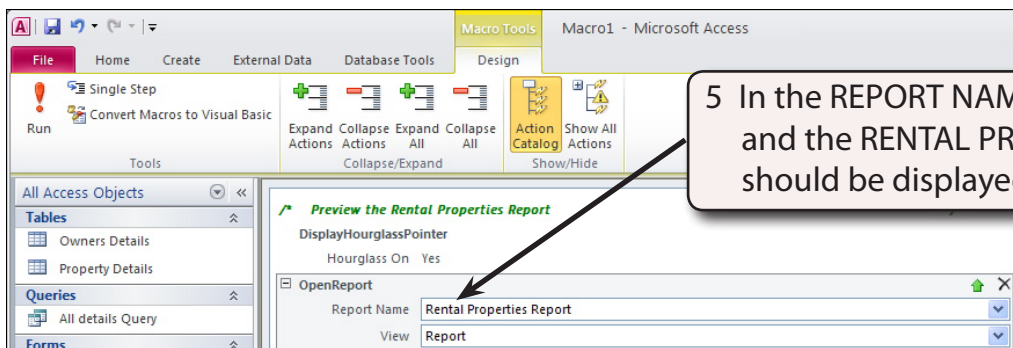 Macro Tools Macro1 - Microsoft Access
File Home Create External Data Database Tools Design
Single Step
Convert Macros to Visual Basic
Run
Expand Collapse Expand Collapse Action Show All
Actions Actions All All Catalog Actions
Tools Collapse/Expand Show/Hide
5 In the REPORT
and the RENTAL
should be
All Access Objects
Tables
Owners Details
Property Details
Queries
All details Query
Forms
/* Preview the Rental Properties Report
DisplayHourglassPointer
Hourglass On Yes
OpenReport
Report Name Rental Properties Report
View Report